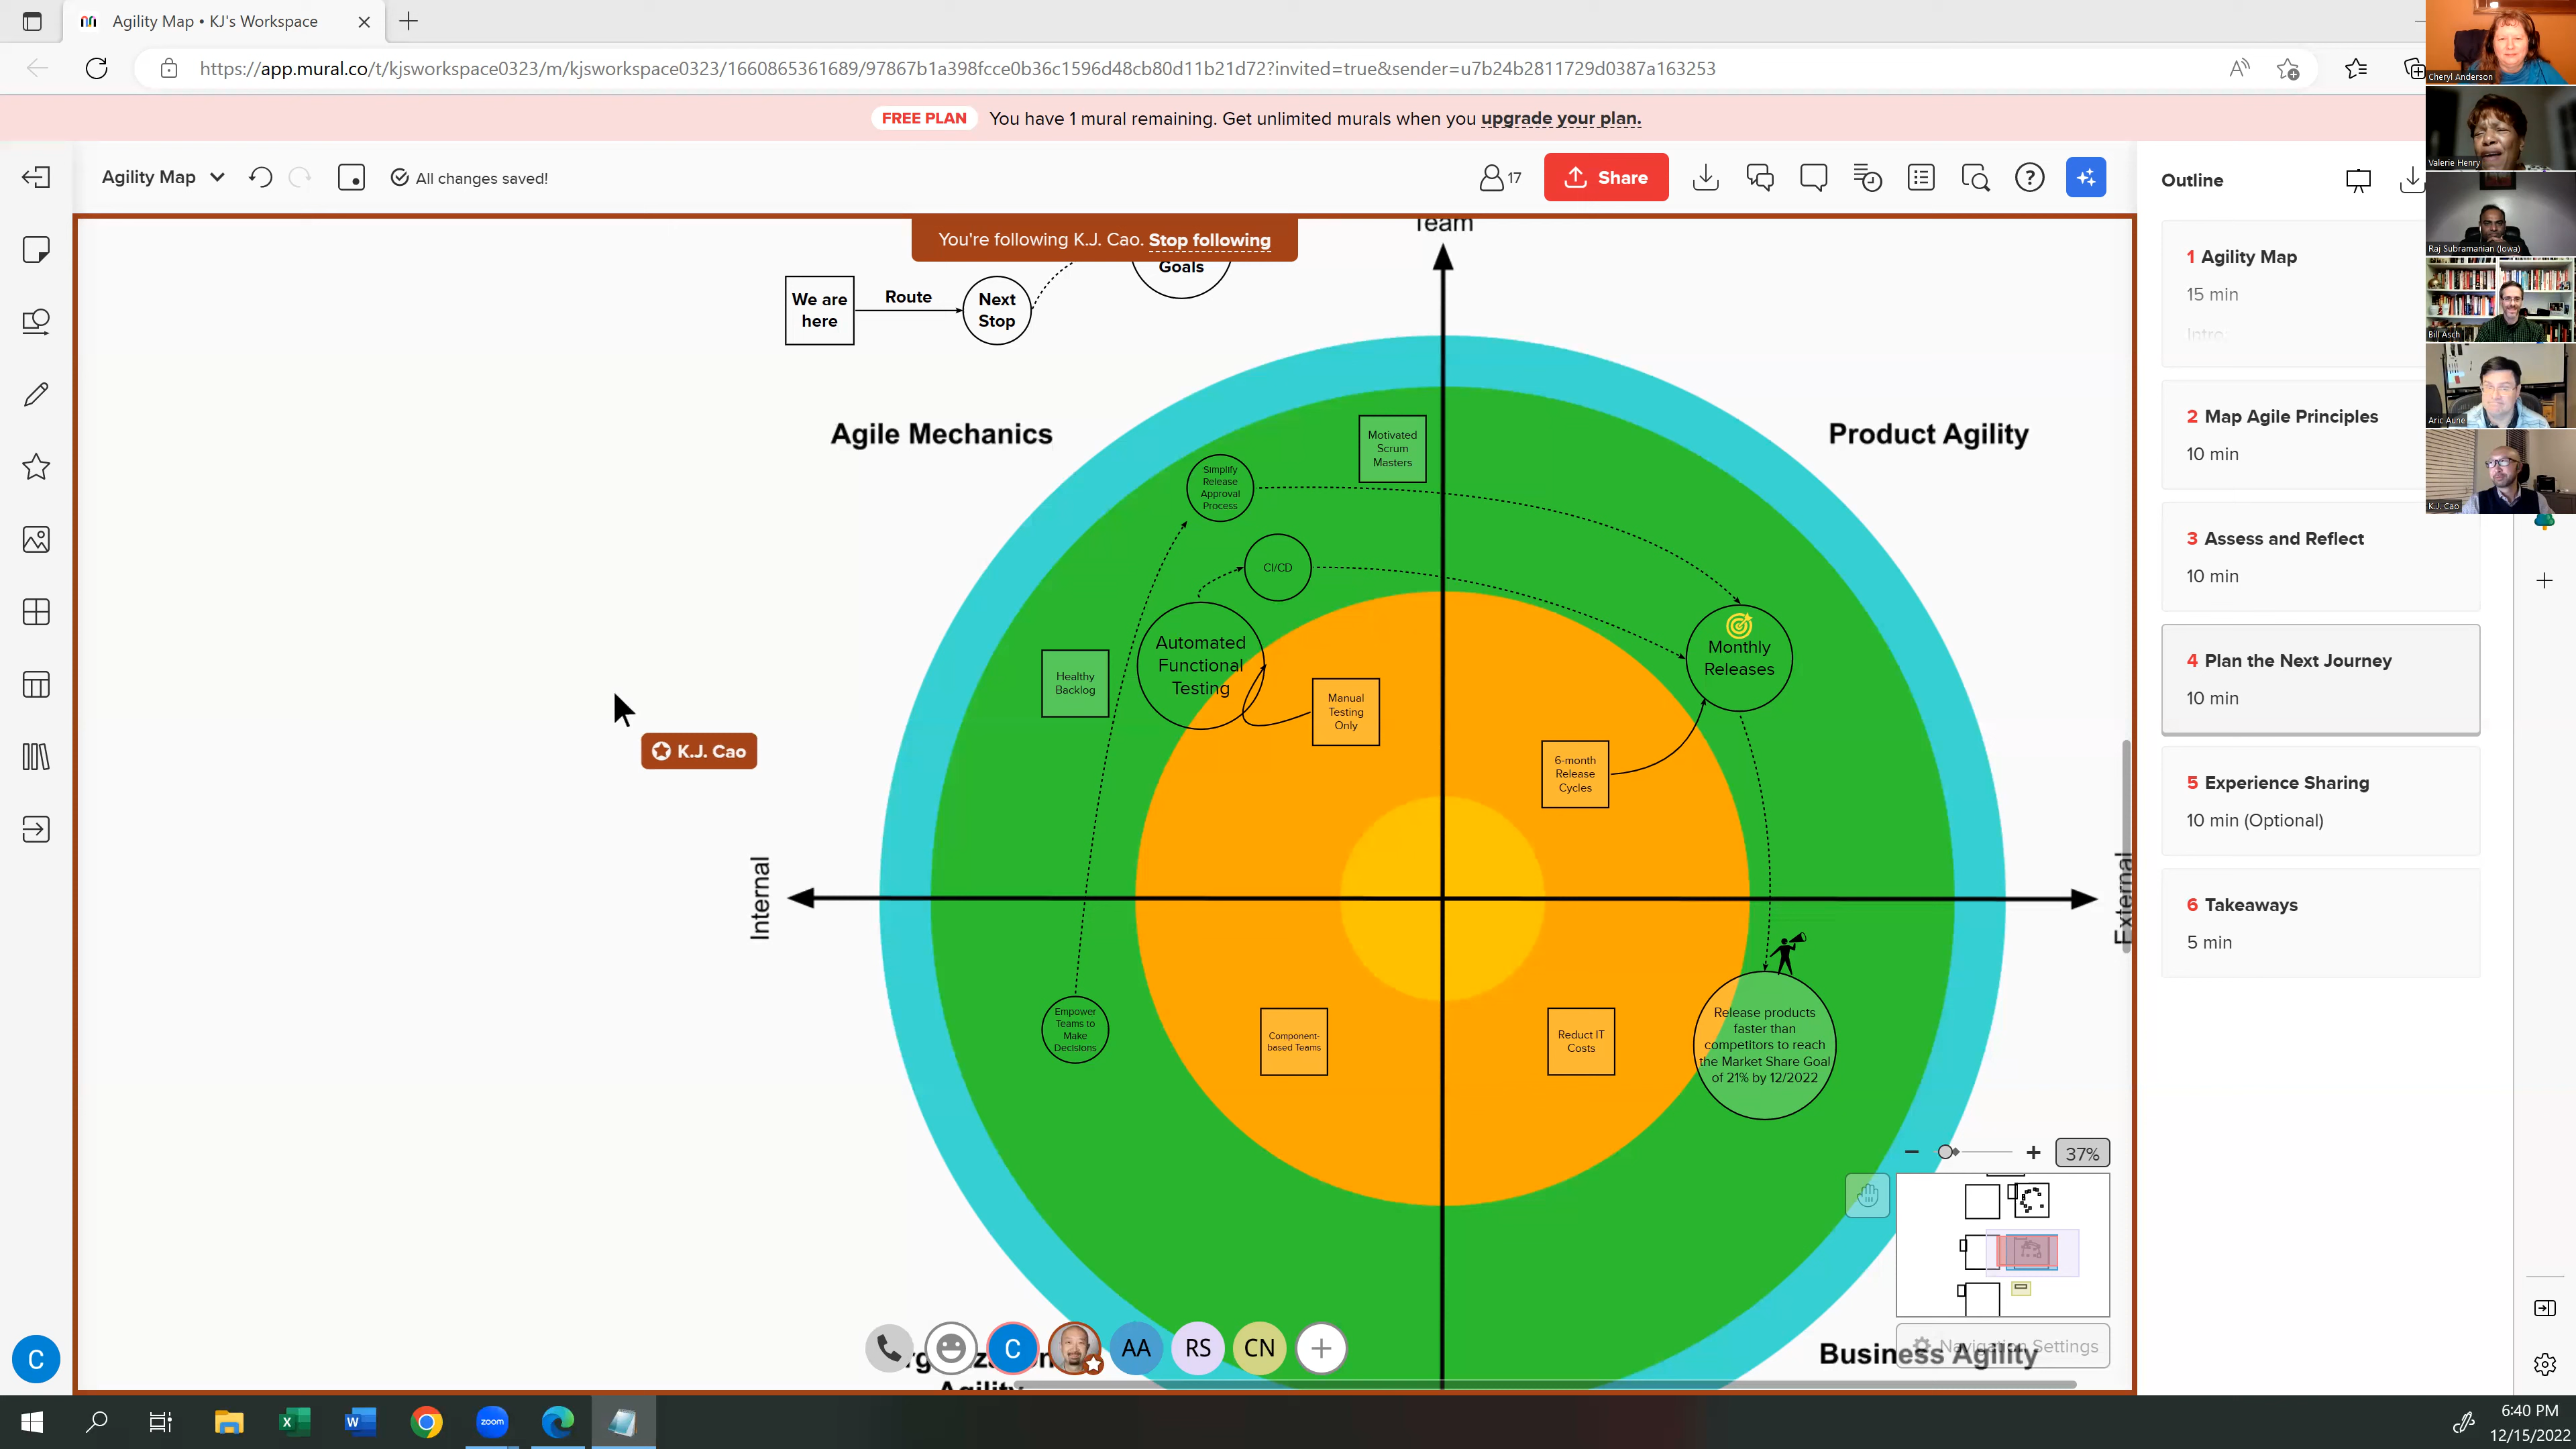 Agility Map • KJ's Workspace
https://app.mural.co/t/kjsworkspace0323/m/kjsworkspace0323/1660865361689/97867b1a398fcce0b36c1596d48cb80d11b21d72?invited=true&sender=u7b24b2811729d0387a163253
FREE PLAN You have 1 mural remaining. Get unlimited murals when you upgrade your plan.
Agility Map
All changes saved!
17
Share
You're following K.J. Cao. Stop following
We are
here
Route
Next
Stop
Goals
Team
Agile Mechanics
Product Agility
Motivated
Scrum
Masters
Simplify
Release
Approval
Process
CI/CD
Automated
Functional
Testing
Healthy
Backlog
Manual
Testing
Only
Monthly
Releases
6-month
Release
Cycles
K.J. Cao
Internal
External
Empower
Teams to
Make
Decisions
Component-
based Teams
Reduct IT
Costs
Release products
faster than
competitors to reach
the Market Share Goal
of 21% by 12/2022
37%
Navigation Settings
Business Agility
Agility
C
AA
RS
CN
C
Outline
1 Agility Map
15 min
Intro
2 Map Agile Principles
10 min
3 Assess and Reflect
10 min
4 Plan the Next Journey
10 min
5 Experience Sharing
10 min (Optional)
6 Takeaways
5 min
Cheryl Anderson
Valerie Henry
Raj Subramanian (Iowa)
Bill Asch
Aric Aune
K.J. Cao
zoom
6:40 PM
12/15/2022